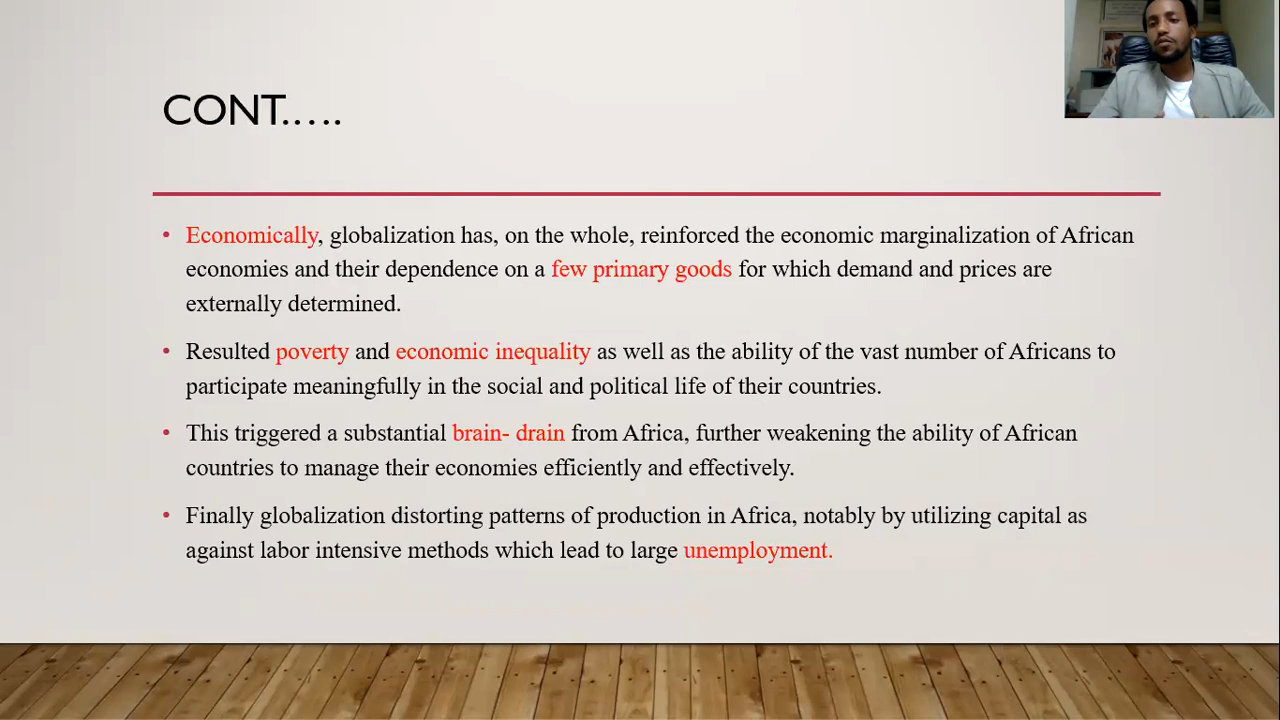 CONT.....
• Economically, globalization has, on the whole, reinforced the economic marginalization of African
economies and their dependence on a few primary goods for which demand and prices are
externally determined.
• Resulted poverty and economic inequality as well as the ability of the vast number of Africans to
participate meaningfully in the social and political life of their countries.
• This triggered a substantial brain- drain from Africa, further weakening the ability of African
countries to manage their economies efficiently and effectively.
• Finally globalization distorting patterns of production in Africa, notably by utilizing capital as
against labor intensive methods which lead to large unemployment.